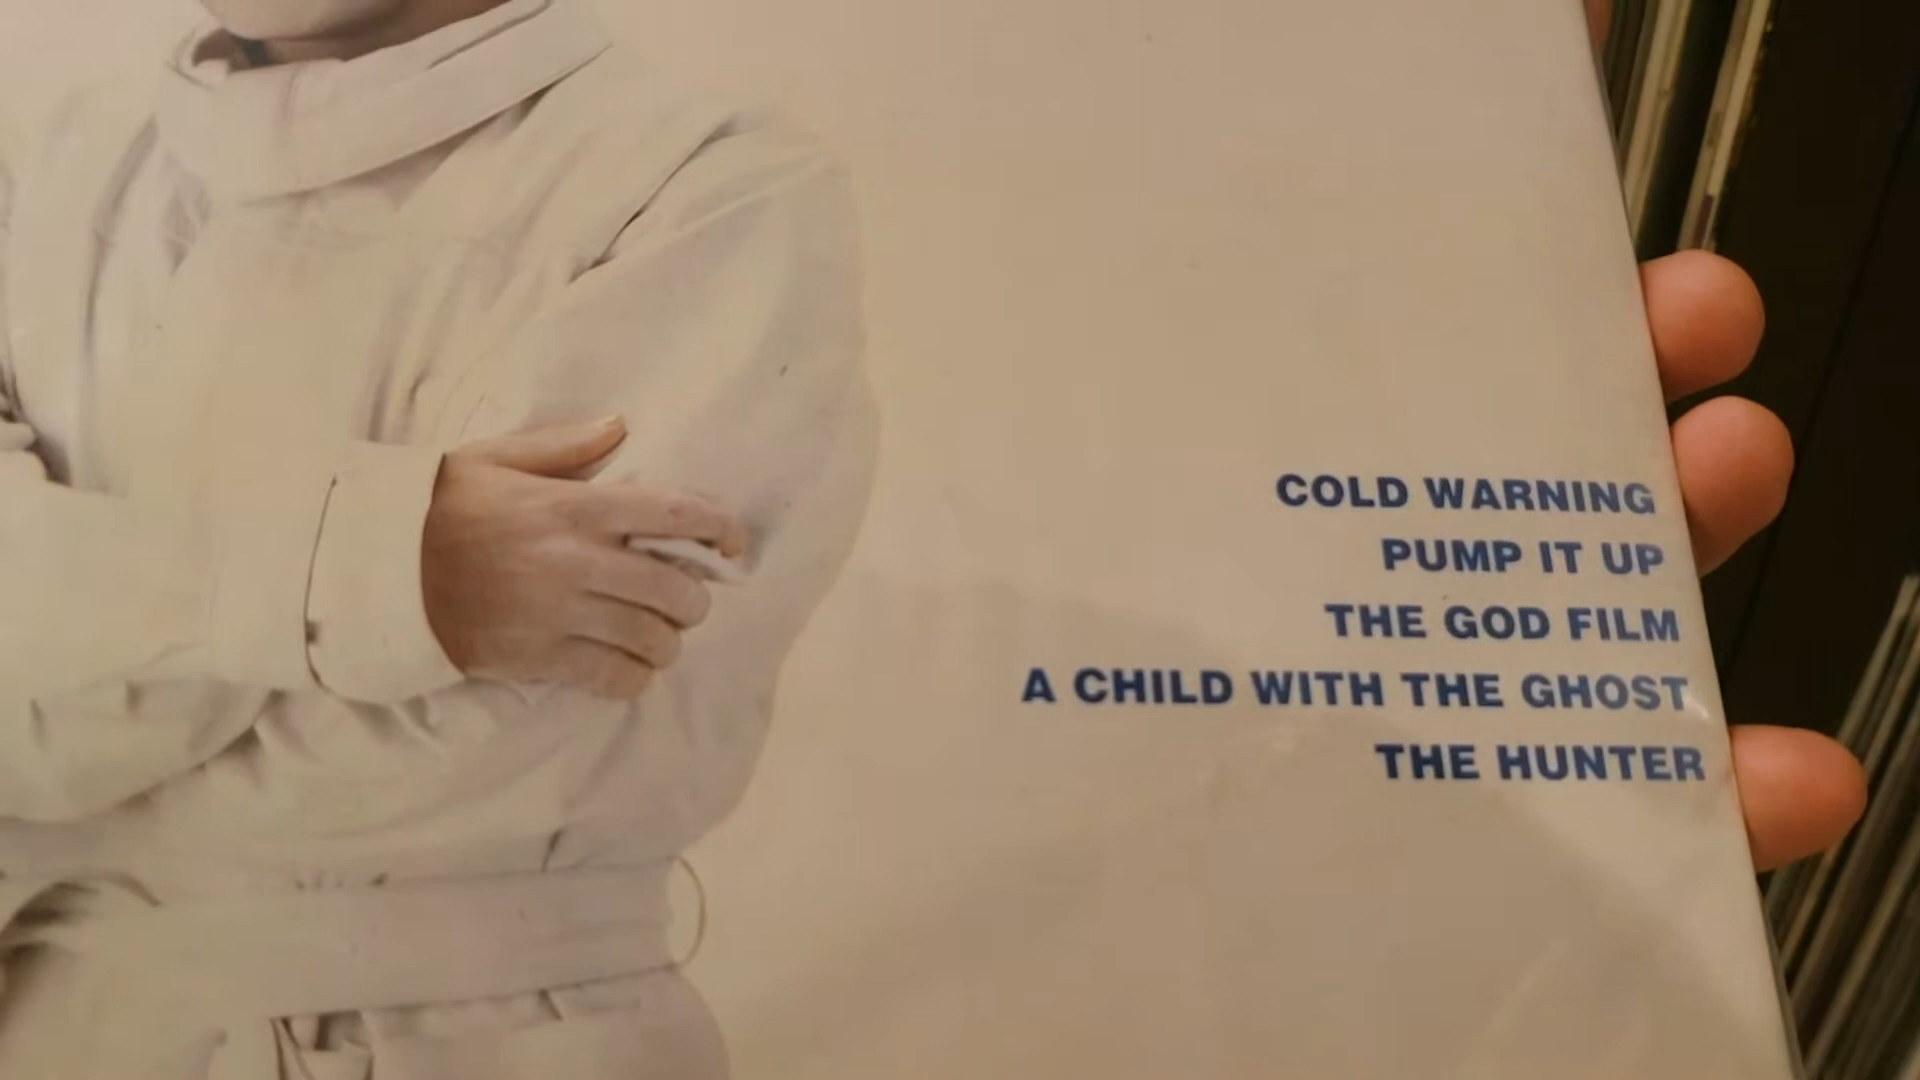 COLD WARNING
PUMP IT UP
THE GOD FILM
A CHILD WITH THE GHOST
THE HUNTER